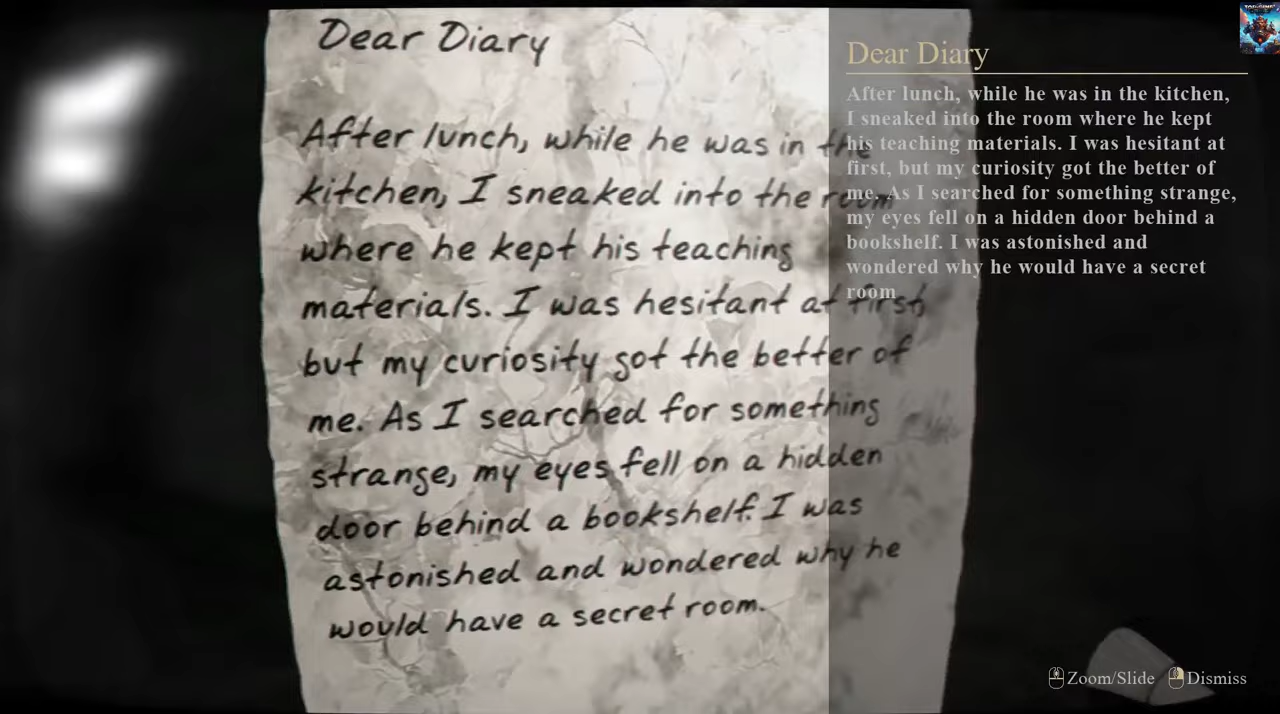 Dear Diary
After lunch, while he was in the
kitchen, I sneaked into the room
where he kept his teaching
materials. I was hesitant at first,
but my curiosity got the better of
me. As I searched for something
strange, my eyes fell on a hidden
door behind a bookshelf. I was
astonished and wondered why he
would have a secret room.
Dear Diary
After lunch, while he was in the kitchen,
I sneaked into the room where he kept
his teaching materials. I was hesitant at
first, but my curiosity got the better of
me. As I searched for something strange,
my eyes fell on a hidden door behind a
bookshelf. I was astonished and
wondered why he would have a secret
room
Zoom/Slide Dismiss